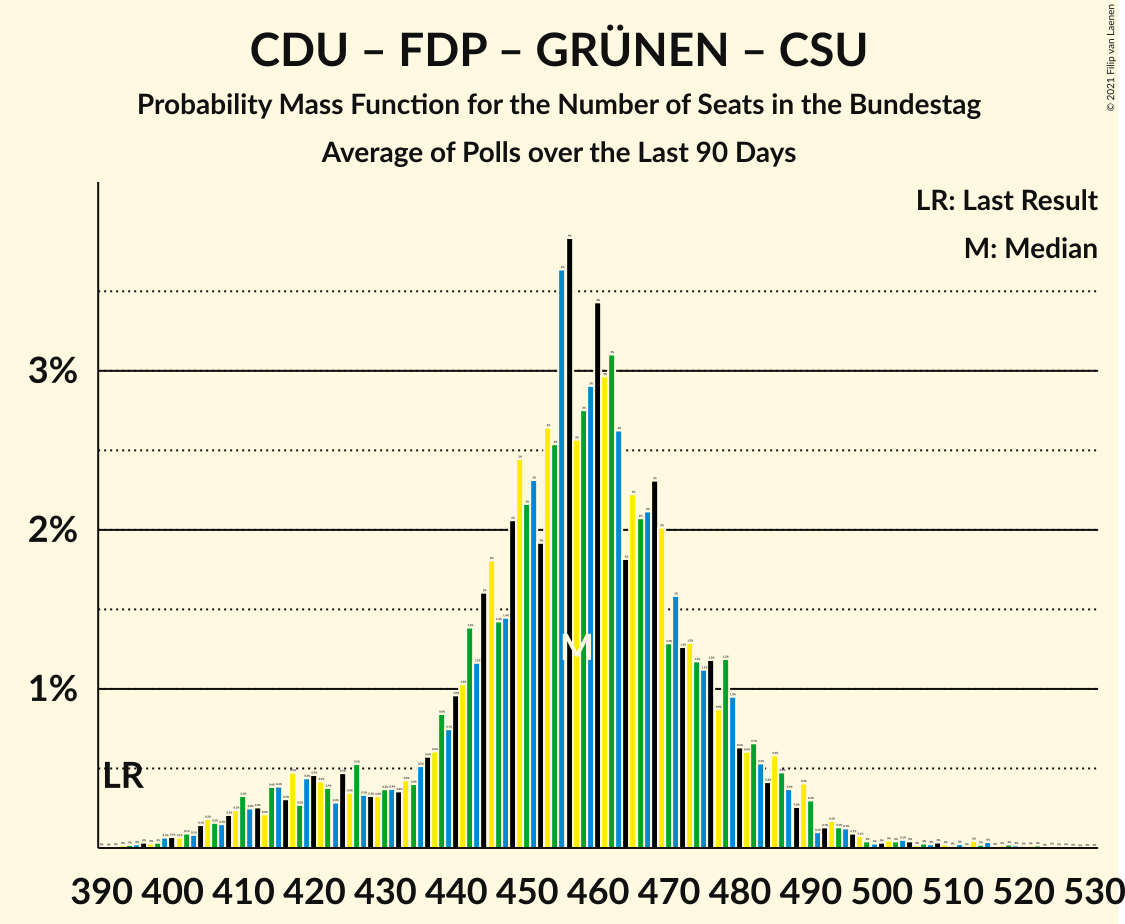 CDU – FDP – GRÜNEN – CSU
Probability Mass Function for the Number of Seats in the Bundestag
Average of Polls over the Last 90 Days
© 2021 Filip van Laenen
LR: Last Result
M: Median
3%
2%
1%
LR
M
390 400 410 420 430 440 450 460 470 480 490 500 510 520 530